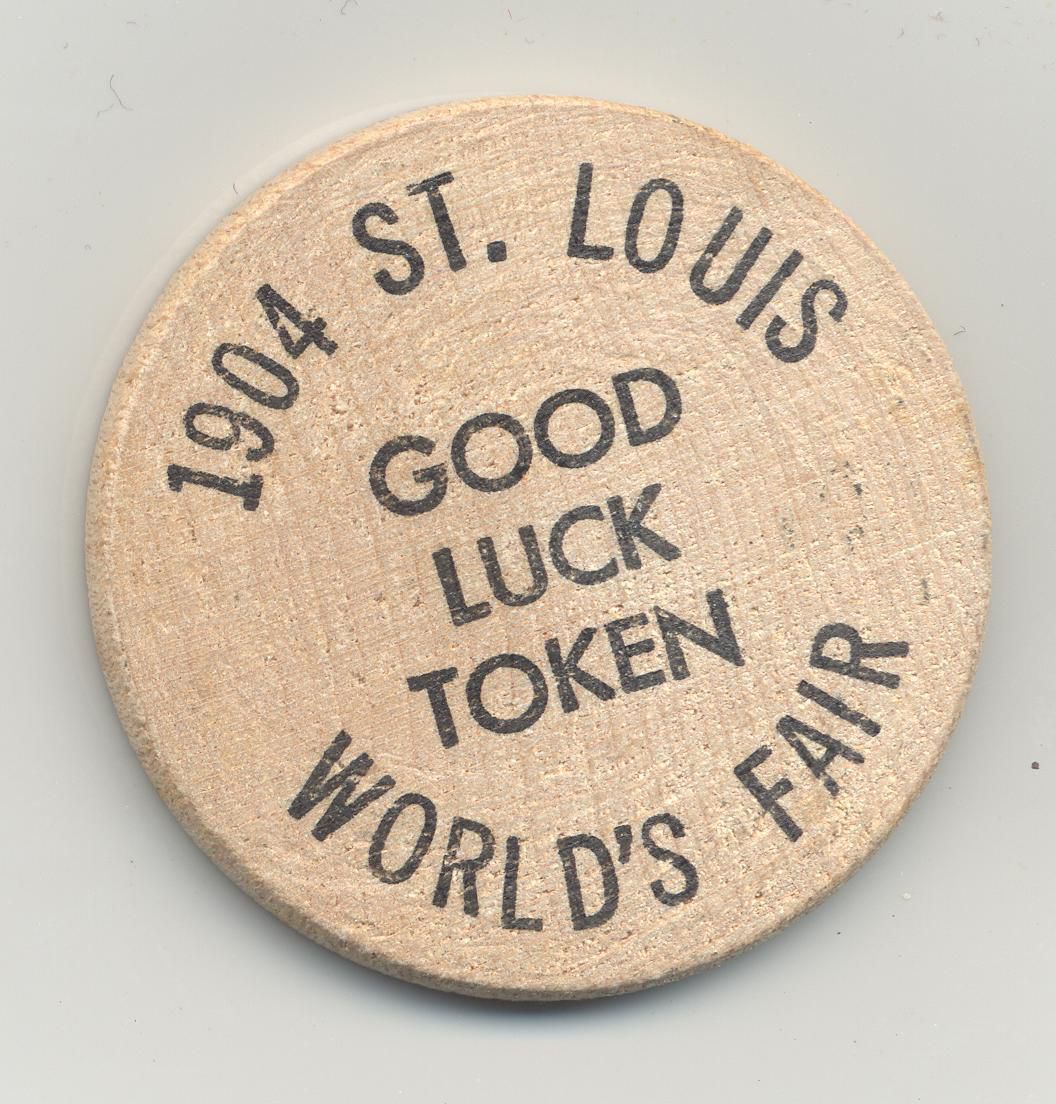 1904 ST. LOUIS
GOOD
LUCK
TOKEN
WORLD'S FAIR